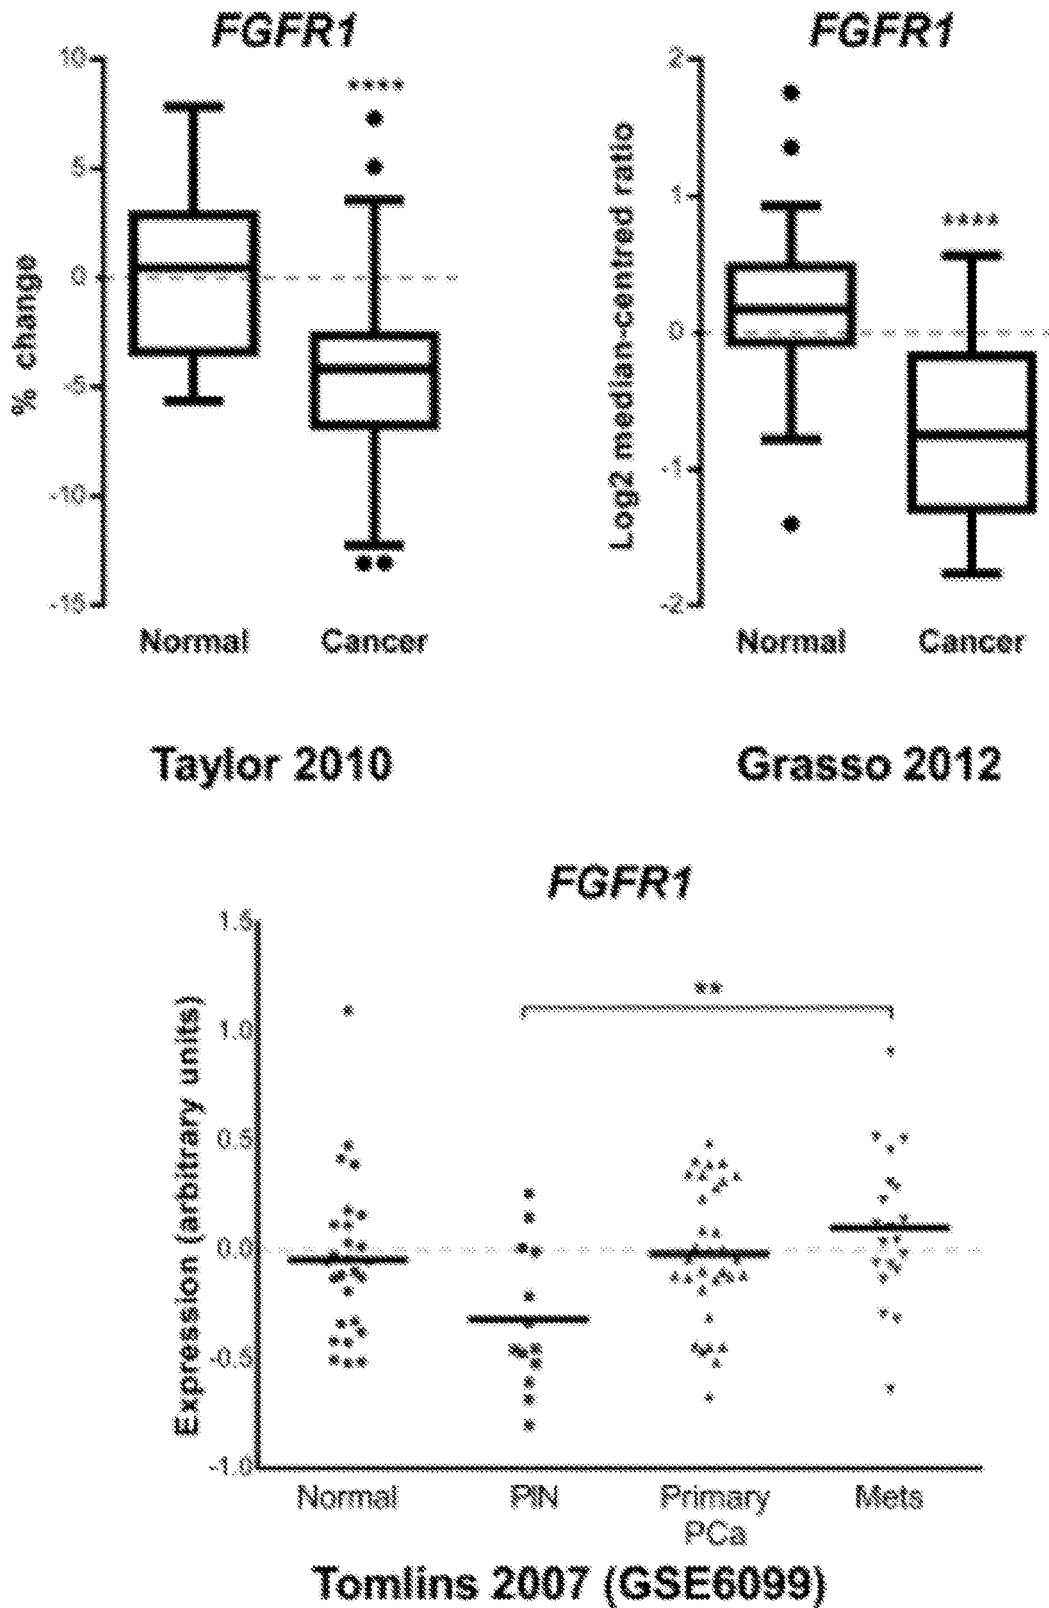 FGFR1
10
5
0
-5
-10
-15
% change
****
Normal Cancer
Taylor 2010
FGFR1
2
1
0
-1
-2
Log2 median-centred ratio
****
Normal Cancer
Grasso 2012
FGFR1
1.5
1.0
0.5
0.0
-0.5
-1.0
Expression (arbitrary units)
**
Normal PIN Primary Mets
PCa
Tomlins 2007 (GSE6099)